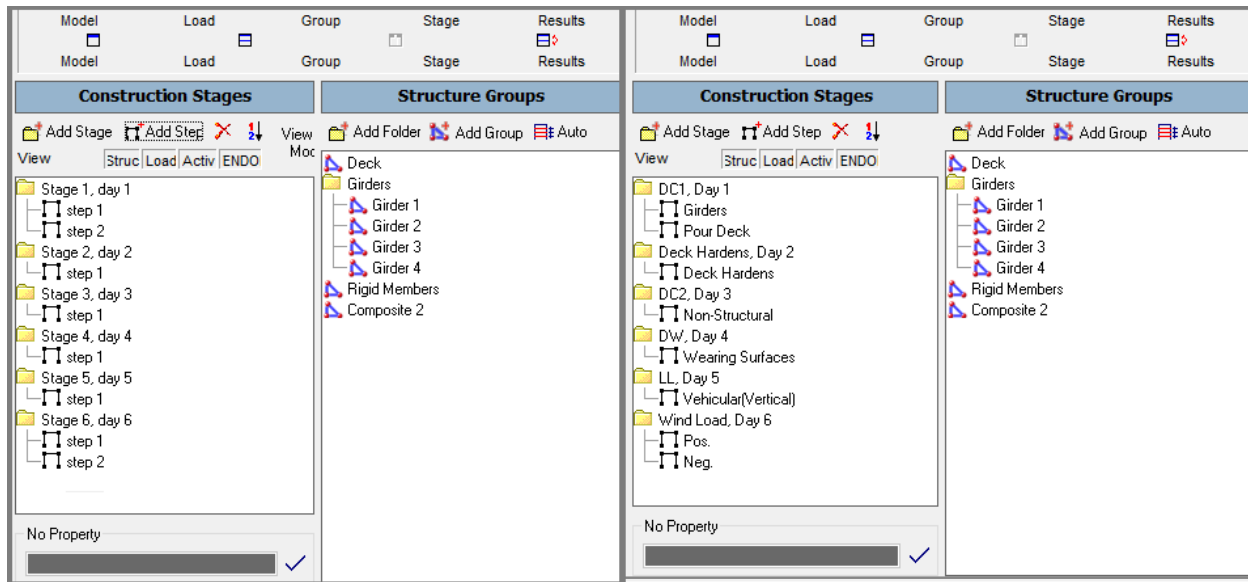 Model Load Group Stage Results
Model Load Group Stage Results
Construction Stages Structure Groups
Add Stage Add Step View Add Folder Add Group Auto
View Struc Load Activ ENDO Moc
Stage 1, day 1
step 1
step 2
Stage 2, day 2
step 1
Stage 3, day 3
step 1
Stage 4, day 4
step 1
Stage 5, day 5
step 1
Stage 6, day 6
step 1
step 2
No Property
Deck
Girders
Girder 1
Girder 2
Girder 3
Girder 4
Rigid Members
Composite 2
Model Load Group Stage Results
Model Load Group Stage Results
Construction Stages Structure Groups
Add Stage Add Step Add Folder Add Group Auto
View Struc Load Activ ENDO
DC1, Day 1
Girders
Pour Deck
Deck Hardens, Day 2
Deck Hardens
DC2, Day 3
Non-Structural
DW, Day 4
Wearing Surfaces
LL, Day 5
Vehicular(Vertical)
Wind Load, Day 6
Pos.
Neg.
No Property
Deck
Girders
Girder 1
Girder 2
Girder 3
Girder 4
Rigid Members
Composite 2